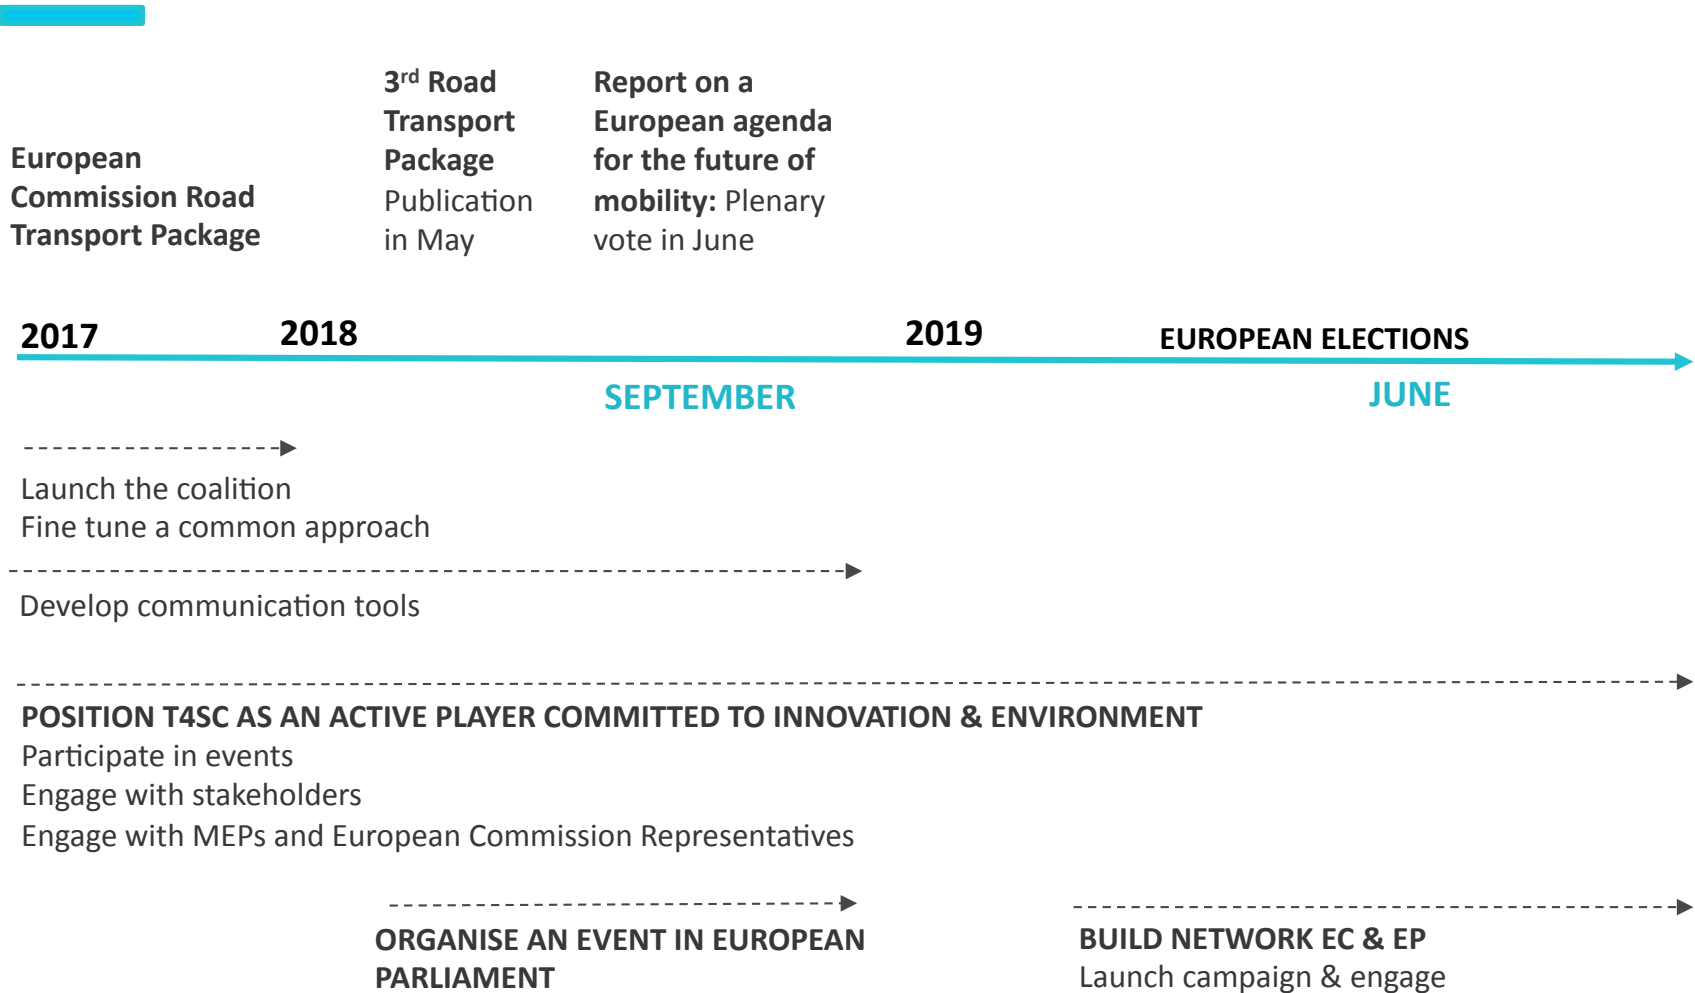 European
Commission Road
Transport Package
3rd Road
Transport
Package
Publication
in May
Report on a
European agenda
for the future of
mobility: Plenary
vote in June
2017
2018
2019
EUROPEAN ELECTIONS
SEPTEMBER
JUNE
Launch the coalition
Fine tune a common approach
Develop communication tools
POSITION T4SC AS AN ACTIVE PLAYER COMMITTED TO INNOVATION & ENVIRONMENT
Participate in events
Engage with stakeholders
Engage with MEPs and European Commission Representatives
ORGANISE AN EVENT IN EUROPEAN
PARLIAMENT
BUILD NETWORK EC & EP
Launch campaign & engage